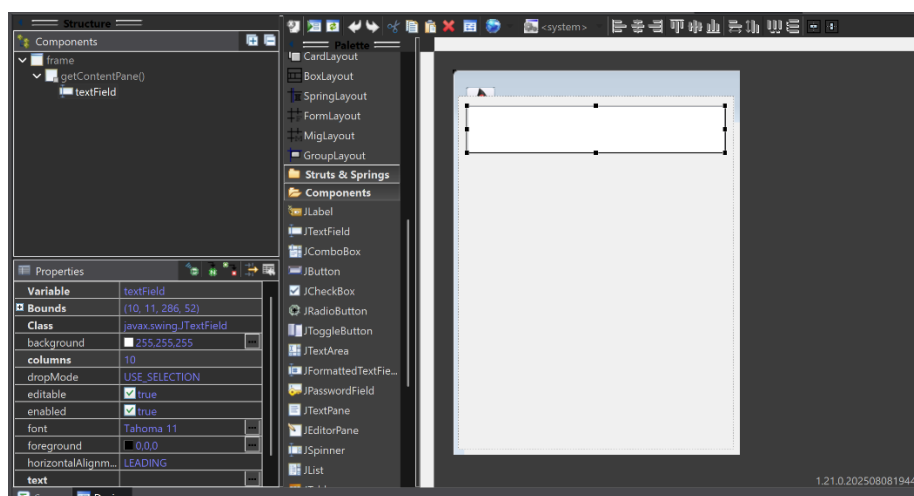 Structure
Components
frame
getContentPane()
textField
Properties
Variable textField
Bounds (10, 11, 286, 52)
Class javax.swing.JTextField
background 255,255,255
columns 10
dropMode USE_SELECTION
editable true
enabled true
font Tahoma 11
foreground 0,0,0
horizontalAlignm... LEADING
text
<system>
Palette
CardLayout
BoxLayout
SpringLayout
FormLayout
MigLayout
GroupLayout
Struts & Springs
Components
JLabel
JTextField
JComboBox
JButton
JCheckBox
JRadioButton
JToggleButton
JTextArea
JFormattedTextFie...
JPasswordField
JTextPane
JEditorPane
JSpinner
JList
1.21.0.20250808194